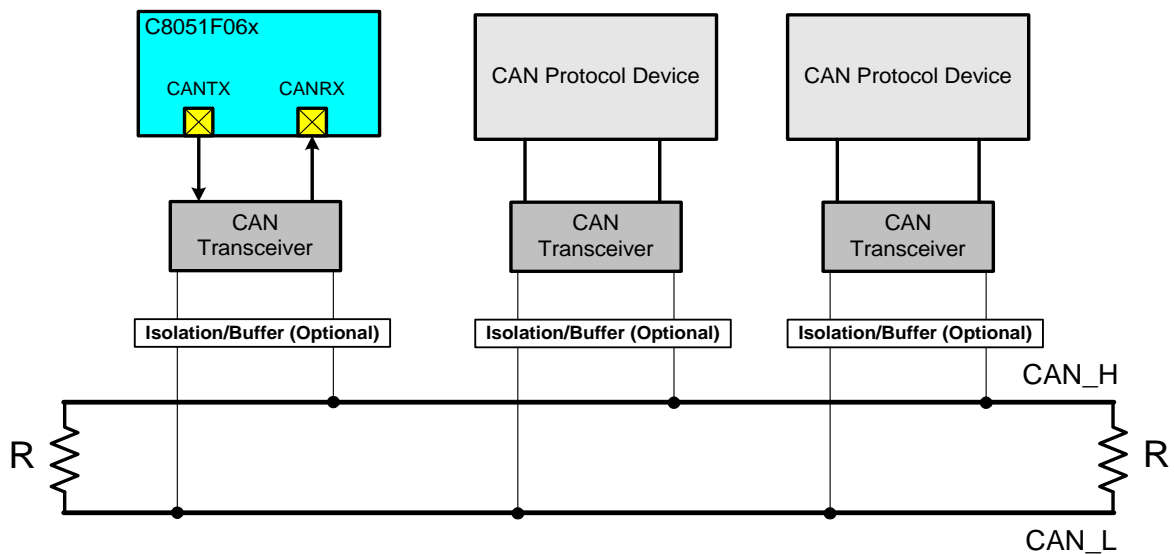 C8051F06x
CANTX
CANRX
CAN Protocol Device
CAN Protocol Device
CAN
Transceiver
CAN
Transceiver
CAN
Transceiver
Isolation/Buffer (Optional)
Isolation/Buffer (Optional)
Isolation/Buffer (Optional)
CAN_H
R
R
CAN_L